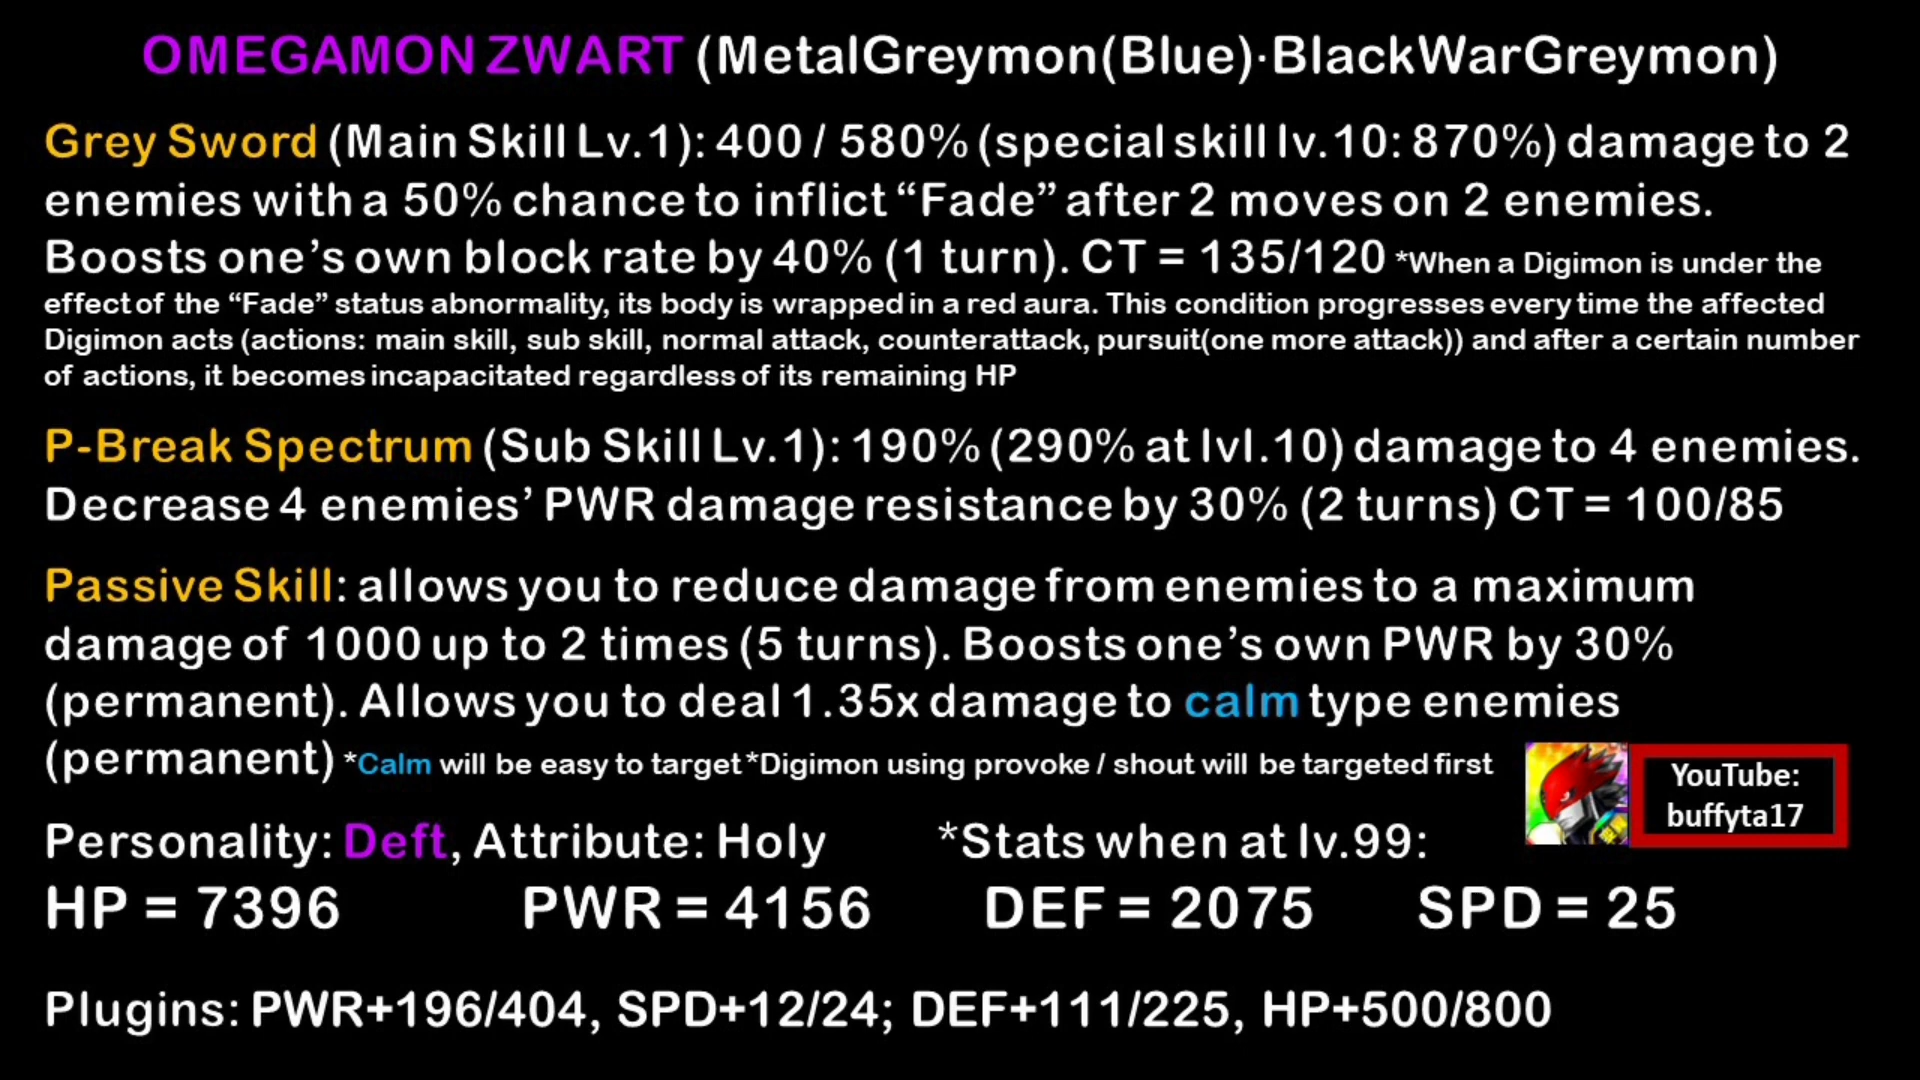 OMEGAMON ZWART (MetalGreymon(Blue)·BlackWarGreymon)
Grey Sword (Main Skill Lv.1): 400 / 580% (special skill lv.10: 870%) damage to 2
enemies with a 50% chance to inflict “Fade” after 2 moves on 2 enemies.
Boosts one’s own block rate by 40% (1 turn). CT = 135/120 *When a Digimon is under the
effect of the “Fade” status abnormality, its body is wrapped in a red aura. This condition progresses every time the affected
Digimon acts (actions: main skill, sub skill, normal attack, counterattack, pursuit(one more attack)) and after a certain number
of actions, it becomes incapacitated regardless of its remaining HP
P-Break Spectrum (Sub Skill Lv.1): 190% (290% at lvl.10) damage to 4 enemies.
Decrease 4 enemies’ PWR damage resistance by 30% (2 turns) CT = 100/85
Passive Skill: allows you to reduce damage from enemies to a maximum
damage of 1000 up to 2 times (5 turns). Boosts one’s own PWR by 30%
(permanent). Allows you to deal 1.35x damage to calm type enemies
(permanent) *Calm will be easy to target *Digimon using provoke / shout will be targeted first
YouTube:
buffyta17
Personality: Deft, Attribute: Holy *Stats when at lv.99:
HP = 7396 PWR = 4156 DEF = 2075 SPD = 25
Plugins: PWR+196/404, SPD+12/24; DEF+111/225, HP+500/800